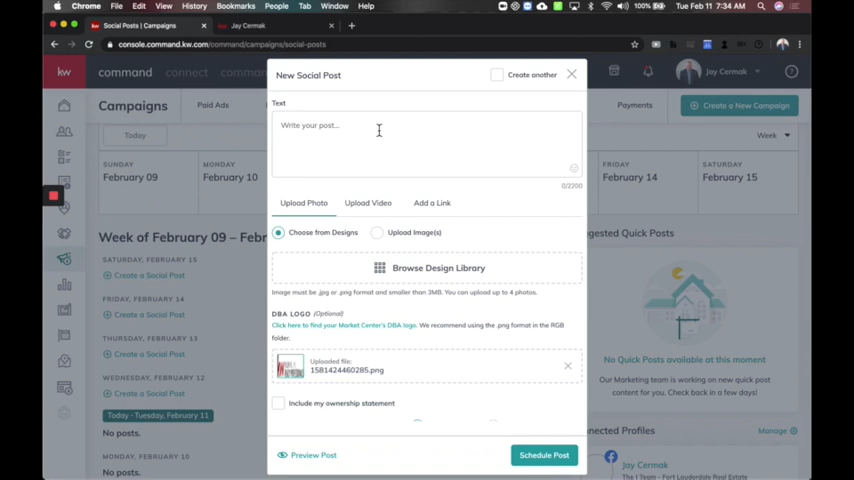 Chrome File Edit View History Bookmarks People Tab Window Help
100% Tue Feb 11 7:34 AM
Social Posts | Campaigns
Jay Cermak
console.command.kw.com/command/campaigns/social-posts
kw command connect
Jay Cermak
Campaigns
Paid Ads
Payments
Create a New Campaign
Today
Week
SUNDAY
February 09
MONDAY
February 10
FRIDAY
February 14
SATURDAY
February 15
Week of February 09 –
SATURDAY, FEBRUARY 15
Create a Social Post
FRIDAY, FEBRUARY 14
Create a Social Post
THURSDAY, FEBRUARY 13
Create a Social Post
WEDNESDAY, FEBRUARY 12
Create a Social Post
Today - Tuesday, February 11
No posts.
MONDAY, FEBRUARY 10
No posts.
New Social Post
Create another
Text
Write your post...
0/2200
Upload Photo
Upload Video
Add a Link
Choose from Designs
Upload Image(s)
Browse Design Library
Image must be .jpg or .png format and smaller than 3MB. You can upload up to 4 photos.
DBA LOGO (Optional)
Click here to find your Market Center's DBA logo. We recommend using the .png format in the RGB
folder.
Uploaded file:
1581424460285.png
Include my ownership statement
Preview Post
Schedule Post
Quick Posts
No Quick Posts available at this moment
Our Marketing team is working on new quick post
content for you. Check back in a few days!
Profiles
Manage
Jay Cermak
The I Team - Fort Lauderdale Real Estate